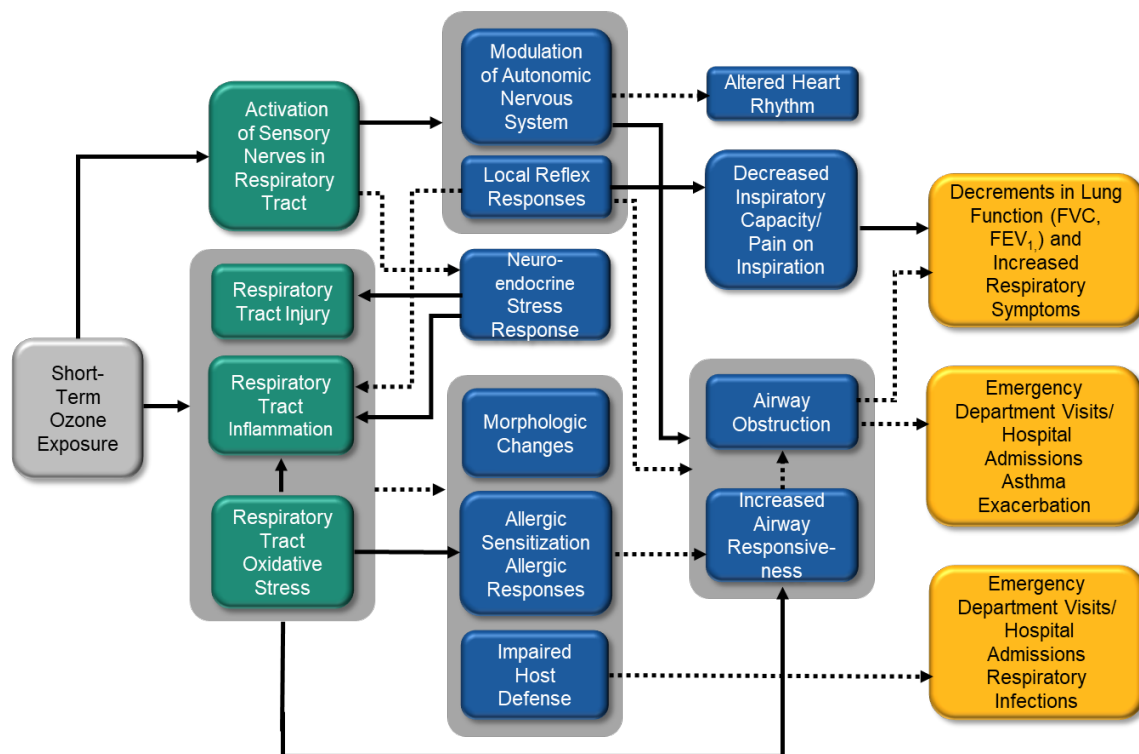 Short-
Term
Ozone
Exposure
Activation
of Sensory
Nerves in
Respiratory
Tract
Respiratory
Tract Injury
Respiratory
Tract
Inflammation
Respiratory
Tract
Oxidative
Stress
Modulation
of Autonomic
Nervous
System
Local Reflex
Responses
Neuro-
endocrine
Stress
Response
Morphologic
Changes
Allergic
Sensitization
Allergic
Responses
Impaired
Host
Defense
Altered Heart
Rhythm
Decreased
Inspiratory
Capacity/
Pain on
Inspiration
Airway
Obstruction
Increased
Airway
Responsive-
ness
Decrements in Lung
Function (FVC,
FEV₁,) and
Increased
Respiratory
Symptoms
Emergency
Department Visits/
Hospital
Admissions
Asthma
Exacerbation
Emergency
Department Visits/
Hospital
Admissions
Respiratory
Infections